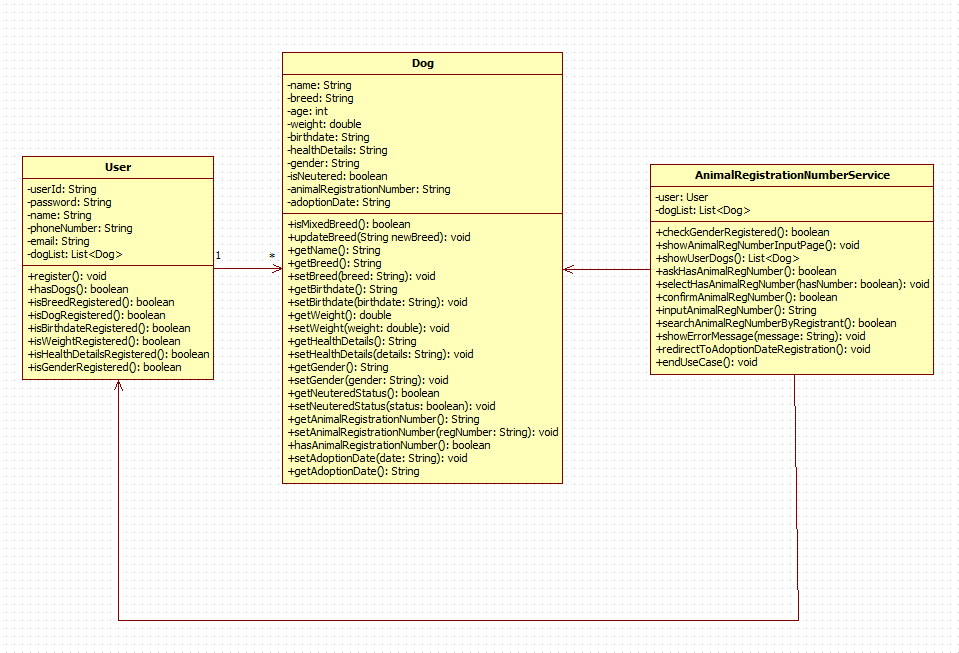 User
-userId: String
-password: String
-name: String
-phoneNumber: String
-email: String
-dogList: List<Dog>
+register(): void
+hasDogs(): boolean
+isBreedRegistered(): boolean
+isDogRegistered(): boolean
+isBirthdateRegistered(): boolean
+isWeightRegistered(): boolean
+isHealthDetailsRegistered(): boolean
+isGenderRegistered(): boolean
1
*
Dog
-name: String
-breed: String
-age: int
-weight: double
-birthdate: String
-healthDetails: String
-gender: String
-isNeutered: boolean
-animalRegistrationNumber: String
-adoptionDate: String
+isMixedBreed(): boolean
+updateBreed(String newBreed): void
+getName(): String
+getBreed(): String
+setBreed(breed: String): void
+getBirthdate(): String
+setBirthdate(birthdate: String): void
+getWeight(): double
+setWeight(weight: double): void
+getHealthDetails(): String
+setHealthDetails(details: String): void
+getGender(): String
+setGender(gender: String): void
+getNeuteredStatus(): boolean
+setNeuteredStatus(status: boolean): void
+getAnimalRegistrationNumber(): String
+setAnimalRegistrationNumber(regNumber: String): void
+hasAnimalRegistrationNumber(): boolean
+setAdoptionDate(date: String): void
+getAdoptionDate(): String
AnimalRegistrationNumberService
-user: User
-dogList: List<Dog>
+checkGenderRegistered(): boolean
+showAnimalRegNumberInputPage(): void
+showUserDogs(): List<Dog>
+askHasAnimalRegNumber(): boolean
+selectHasAnimalRegNumber(hasNumber: boolean): void
+confirmAnimalRegNumber(): boolean
+inputAnimalRegNumber(): String
+searchAnimalRegNumberByRegistrant(): boolean
+showErrorMessage(message: String): void
+redirectToAdoptionDateRegistration(): void
+endUseCase(): void